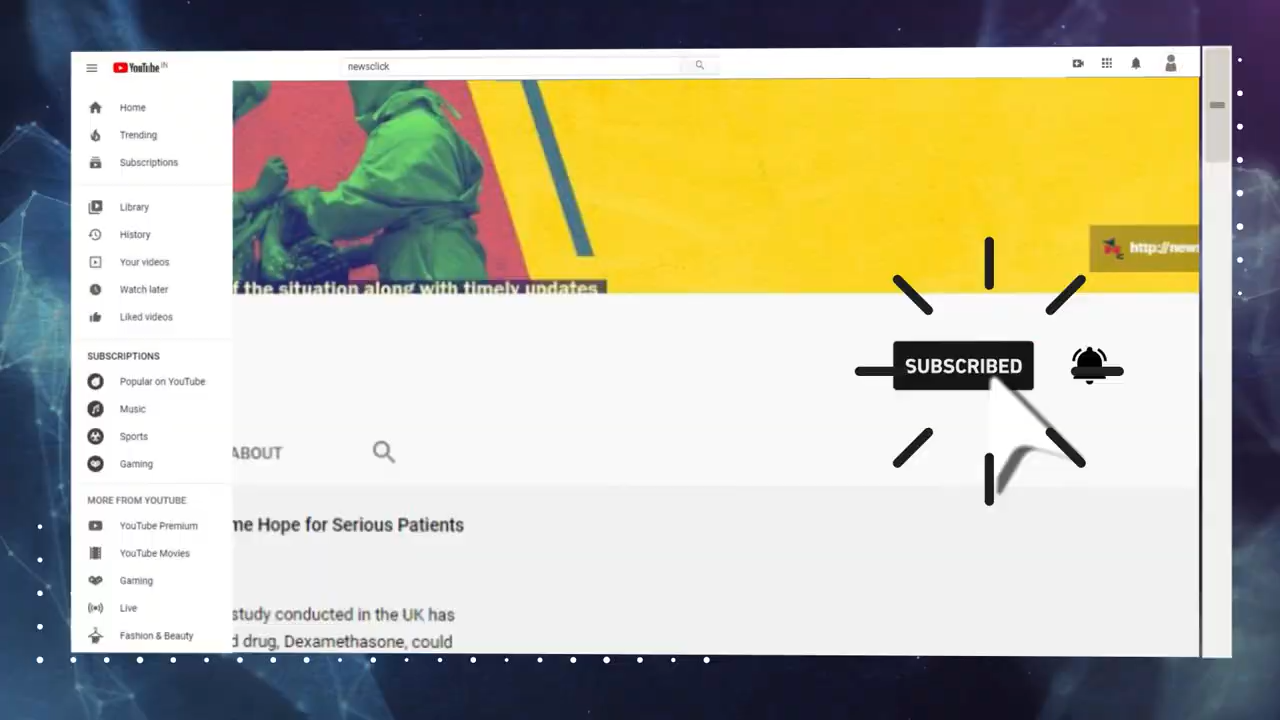 YouTube IN
newsclick
Home
Trending
Subscriptions
Library
History
Your videos
Watch later
Liked videos
SUBSCRIPTIONS
Popular on YouTube
Music
Sports
Gaming
MORE FROM YOUTUBE
YouTube Premium
YouTube Movies
Gaming
Live
Fashion & Beauty
http://news
f the situation along with timely updates
SUBSCRIBED
ABOUT
me Hope for Serious Patients
study conducted in the UK has
d drug, Dexamethasone, could